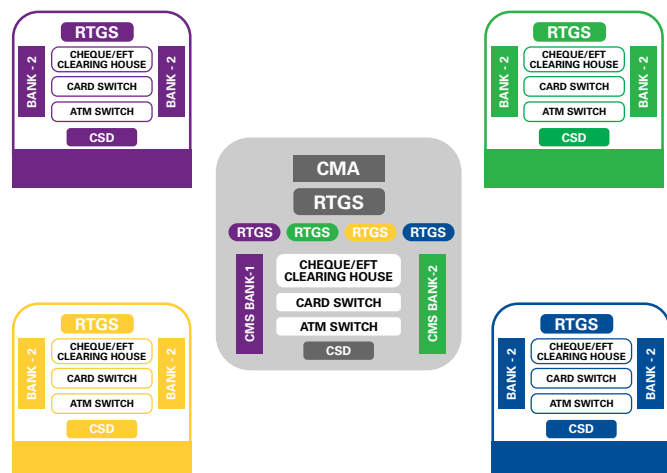 RTGS
CHEQUE/EFT
CLEARING HOUSE
CARD SWITCH
ATM SWITCH
CSD
BANK - 2
BANK - 2
RTGS
CHEQUE/EFT
CLEARING HOUSE
CARD SWITCH
ATM SWITCH
CSD
BANK - 2
BANK - 2
CMA
RTGS
RTGS
RTGS
RTGS
RTGS
CMS BANK-1
CHEQUE/EFT
CLEARING HOUSE
CARD SWITCH
ATM SWITCH
CSD
CMS BANK-2
RTGS
CHEQUE/EFT
CLEARING HOUSE
CARD SWITCH
ATM SWITCH
CSD
BANK - 2
BANK - 2
RTGS
CHEQUE/EFT
CLEARING HOUSE
CARD SWITCH
ATM SWITCH
CSD
BANK - 2
BANK - 2